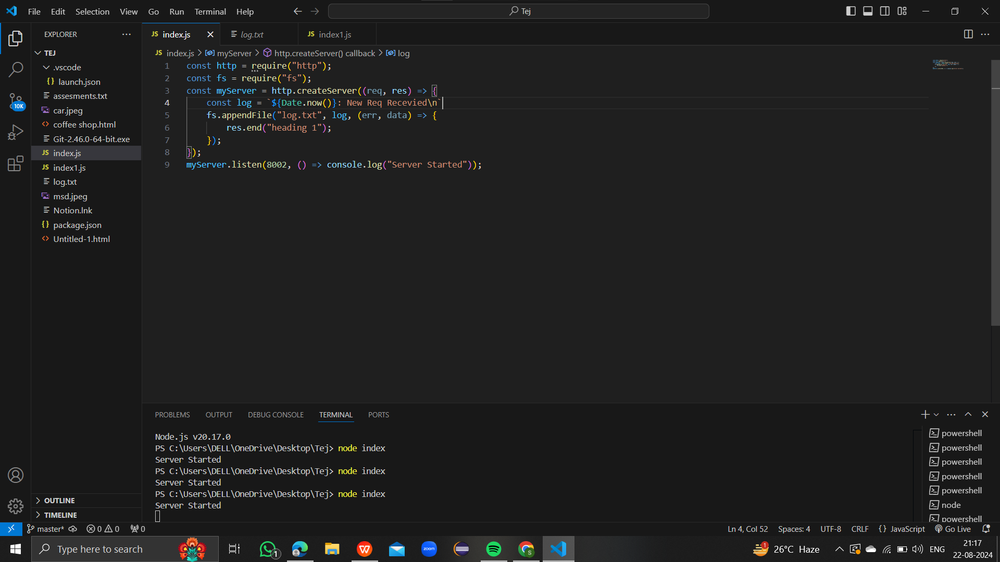 File Edit Selection View Go Run Terminal Help
Tej
EXPLORER
TEJ
.vscode
{} launch.json
assesments.txt
car.jpeg
<> coffee shop.html
Git-2.46.0-64-bit.exe
JS index.js
JS index1.js
log.txt
msd.jpeg
Notion.lnk
{} package.json
<> Untitled-1.html
OUTLINE
TIMELINE
10K
JS index.js log.txt JS index1.js
JS index.js > myServer > http.createServer() callback > log
1 const http = require("http");
2 const fs = require("fs");
3 const myServer = http.createServer((req, res) => {
4 const log = `${Date.now()}: New Req Recevied\n`
5 fs.appendFile("log.txt", log, (err, data) => {
6 res.end("heading 1");
7 });
8 });
9 myServer.listen(8002, () => console.log("Server Started"));
PROBLEMS OUTPUT DEBUG CONSOLE TERMINAL PORTS
Node.js v20.17.0
PS C:\Users\DELL\OneDrive\Desktop\Tej> node index
Server Started
PS C:\Users\DELL\OneDrive\Desktop\Tej> node index
Server Started
PS C:\Users\DELL\OneDrive\Desktop\Tej> node index
Server Started
powershell
powershell
powershell
powershell
powershell
node
powershell
master* 0 0 0 Ln 4, Col 52 Spaces: 4 UTF-8 CRLF {} JavaScript Go Live
Type here to search
1
W
zoom
S
1
26°C Haze
ENG
21:17
22-08-2024